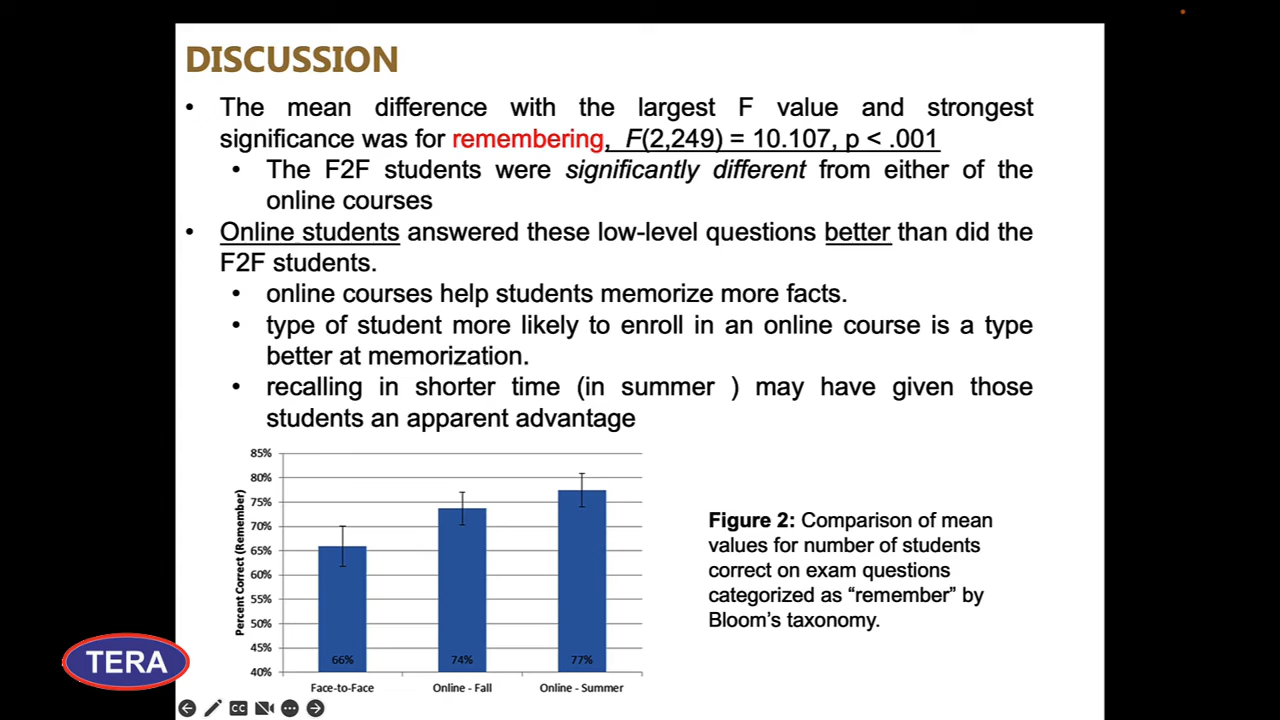 DISCUSSION
• The mean difference with the largest F value and strongest
significance was for remembering, F(2,249) = 10.107, p < .001
• The F2F students were significantly different from either of the
online courses
• Online students answered these low-level questions better than did the
F2F students.
• online courses help students memorize more facts.
• type of student more likely to enroll in an online course is a type
better at memorization.
• recalling in shorter time (in summer ) may have given those
students an apparent advantage
Percent Correct (Remember)
85%
80%
75%
70%
65%
60%
55%
50%
45%
40%
66%
74%
77%
Face-to-Face
Online - Fall
Online - Summer
Figure 2: Comparison of mean
values for number of students
correct on exam questions
categorized as “remember” by
Bloom’s taxonomy.
TERA
CC